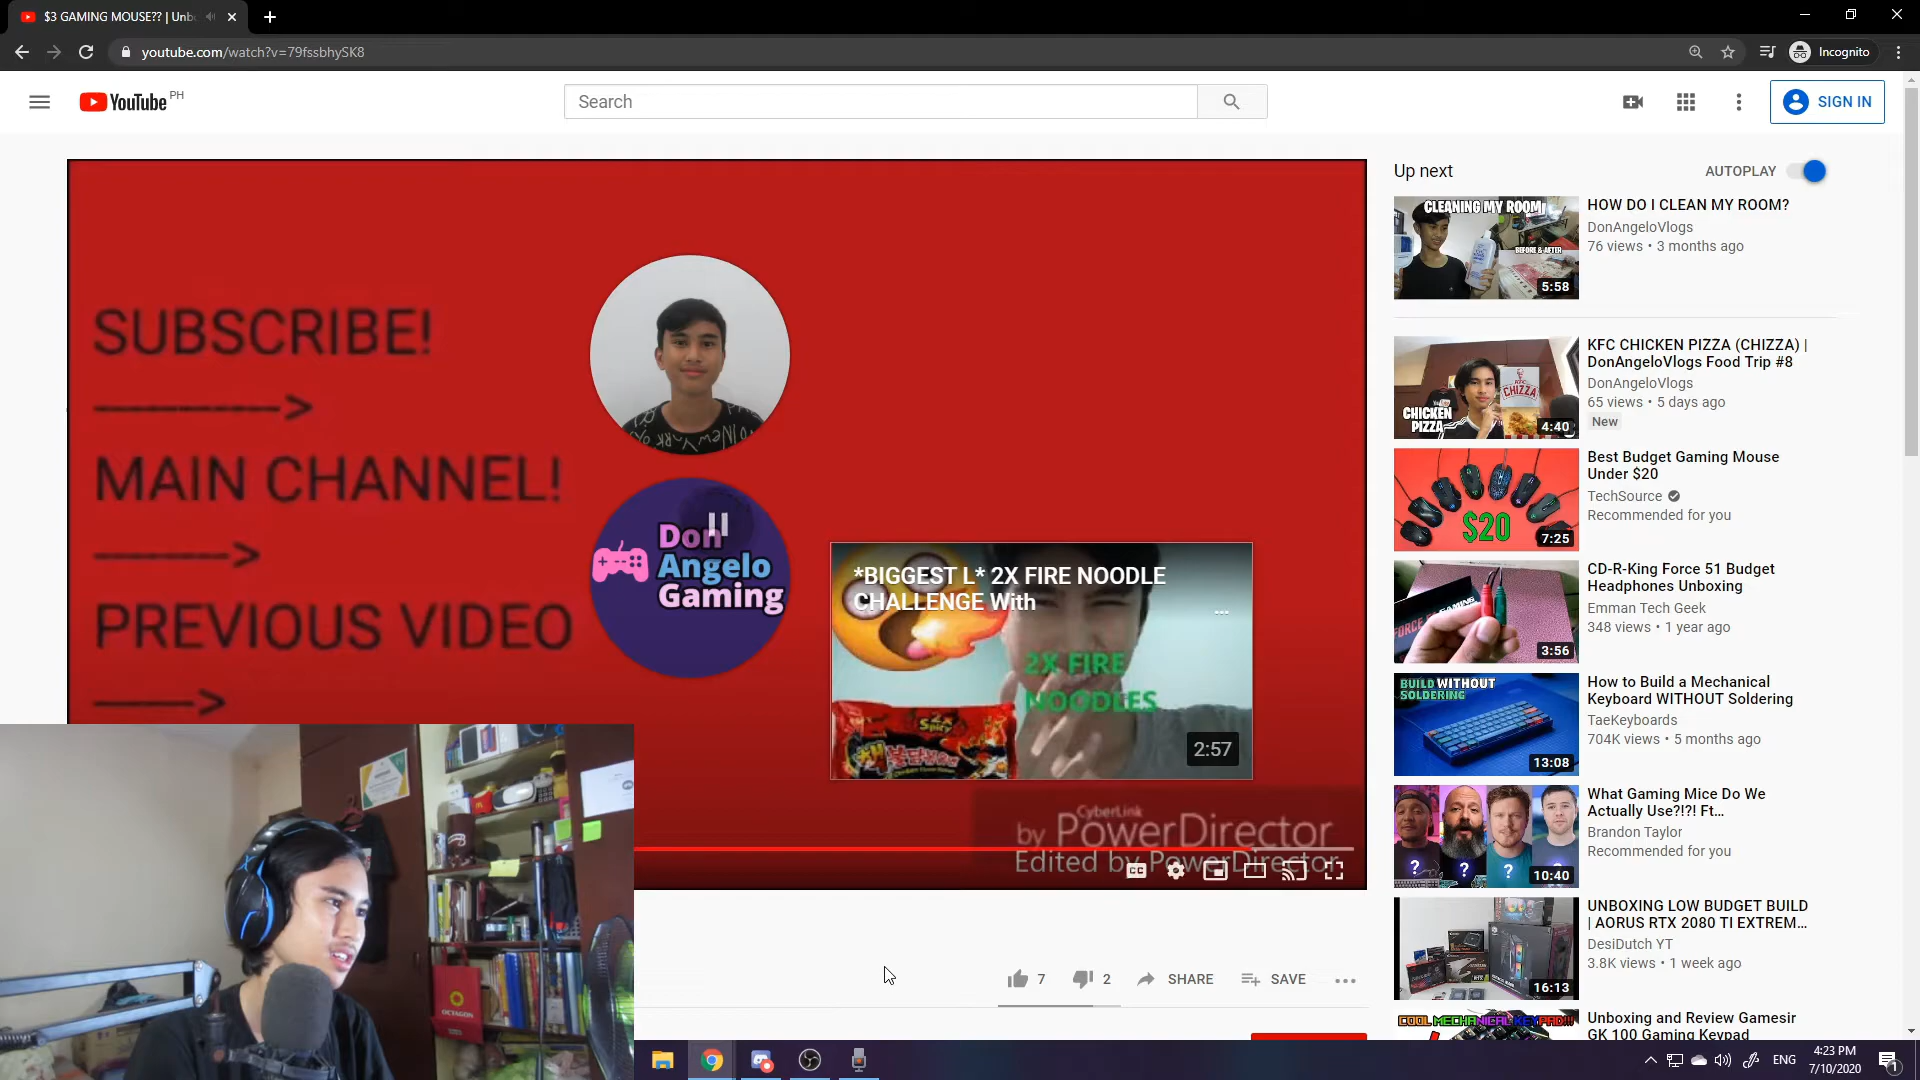 $3 GAMING MOUSE?? | Unb
youtube.com/watch?v=79fssbhySK8
Incognito
YouTube PH
Search
SIGN IN
SUBSCRIBE!
---------------->
MAIN CHANNEL!
------------>
PREVIOUS VIDEO
--------->
Don
Angelo
Gaming
*BIGGEST L* 2X FIRE NOODLE
CHALLENGE With
2X FIRE
NOODLES
2X
Spicy
2:57
CyberLink
by PowerDirector
Edited by PowerDirector
CC
7
2
SHARE
SAVE
OCTAGON
Up next
AUTOPLAY
CLEANING MY ROOM
BEFORE & AFTER
5:58
HOW DO I CLEAN MY ROOM?
DonAngeloVlogs
76 views • 3 months ago
CHIZZA
CHICKEN
PIZZA
4:40
KFC CHICKEN PIZZA (CHIZZA) |
DonAngeloVlogs Food Trip #8
DonAngeloVlogs
65 views • 5 days ago
New
$20
7:25
Best Budget Gaming Mouse
Under $20
TechSource
Recommended for you
3:56
CD-R-King Force 51 Budget
Headphones Unboxing
Emman Tech Geek
348 views • 1 year ago
BUILD WITHOUT
SOLDERING
13:08
How to Build a Mechanical
Keyboard WITHOUT Soldering
TaeKeyboards
704K views • 5 months ago
? ? ?
10:40
What Gaming Mice Do We
Actually Use?!?! Ft...
Brandon Taylor
Recommended for you
16:13
UNBOXING LOW BUDGET BUILD
| AORUS RTX 2080 TI EXTREM...
DesiDutch YT
3.8K views • 1 week ago
COOL MECHANICAL KEYPAD!!!
Unboxing and Review Gamesir
GK 100 Gaming Keypad
ENG
4:23 PM
7/10/2020
1